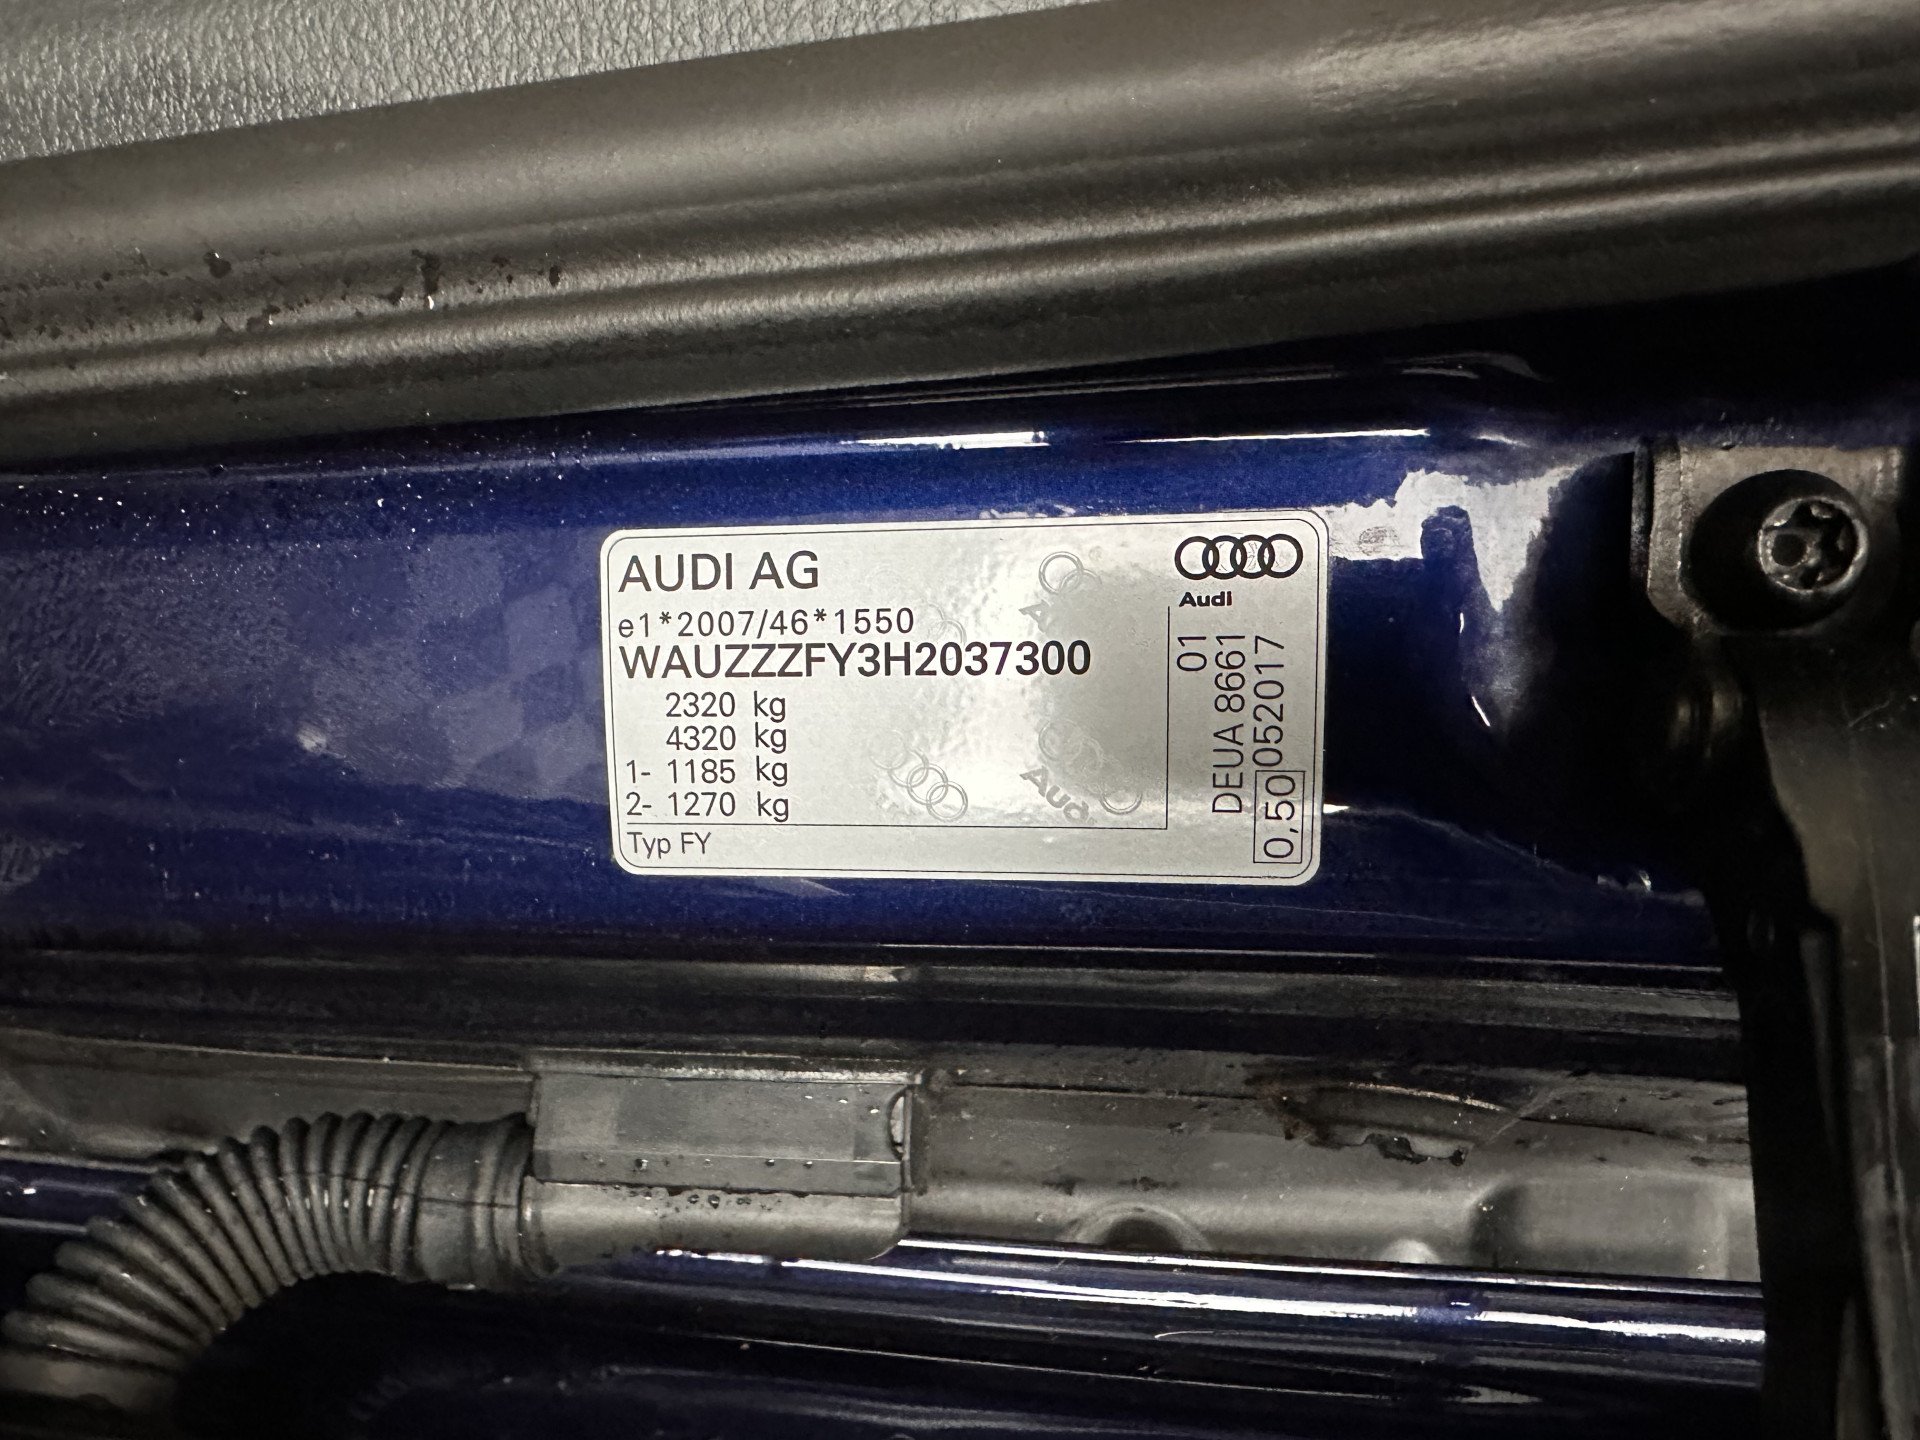 AUDI AG
Audi
e1*2007/46*1550
WAUZZZFY3H2037300
2320 kg
4320 kg
1- 1185 kg
2- 1270 kg
Typ FY
01
DEUA 8661
0,50 052017